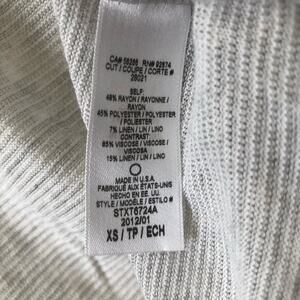 CA# 56286 RN# 92874
CUT / COUPE / CORTE #
28021
SELF:
48% RAYON / RAYONNE /
RAYON
45% POLYESTER / POLYESTER
/ POLIESTER
7% LINEN / LIN / LINO
CONTRAST:
85% VISCOSE / VISCOSE /
VISCOSA
15% LINEN / LIN / LINO
MADE IN U.S.A.
FABRIQUÉ AUX ÉTATS-UNIS
HECHO EN EE. UU.
STYLE / MODÈLE / ESTILO #
STXT6724A
2012/01
XS / TP / ECH